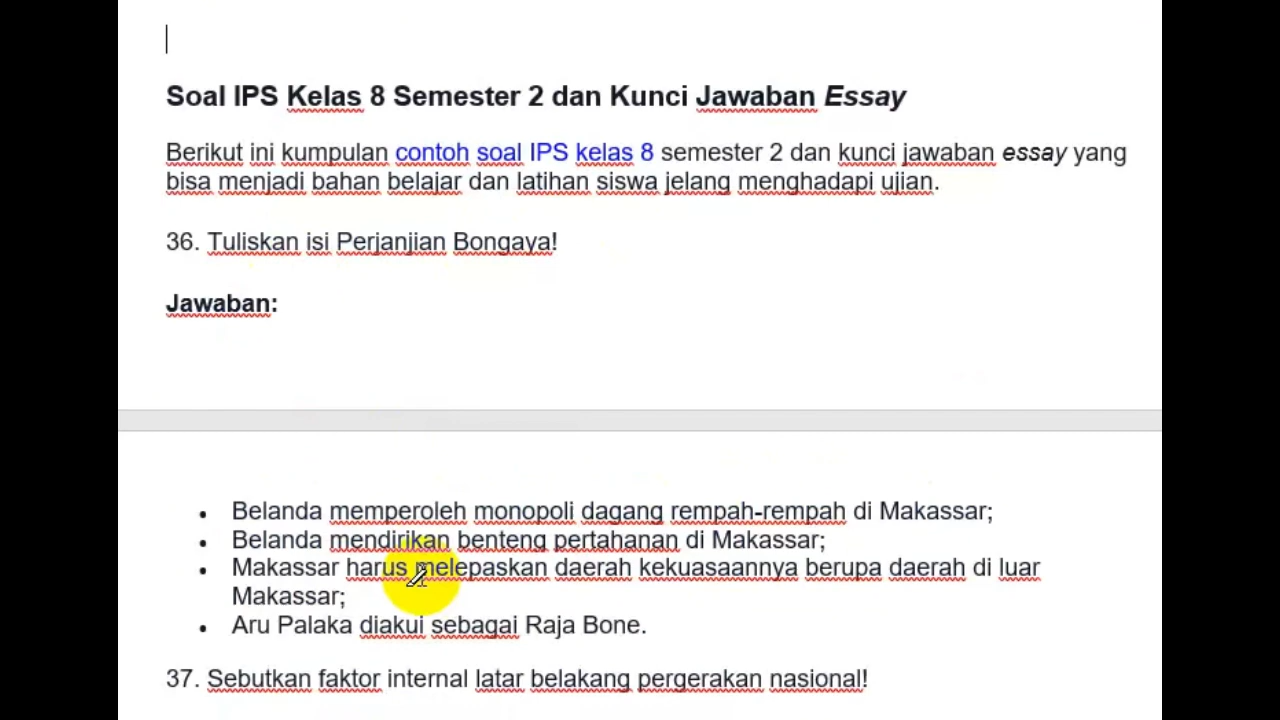 Soal IPS Kelas 8 Semester 2 dan Kunci Jawaban Essay
Berikut ini kumpulan contoh soal IPS kelas 8 semester 2 dan kunci jawaban essay yang
bisa menjadi bahan belajar dan latihan siswa jelang menghadapi ujian.
36. Tuliskan isi Perjanjian Bongaya!
Jawaban:
• Belanda memperoleh monopoli dagang rempah-rempah di Makassar;
• Belanda mendirikan benteng pertahanan di Makassar;
• Makassar harus melepaskan daerah kekuasaannya berupa daerah di luar
Makassar;
• Aru Palaka diakui sebagai Raja Bone.
37. Sebutkan faktor internal latar belakang pergerakan nasional!